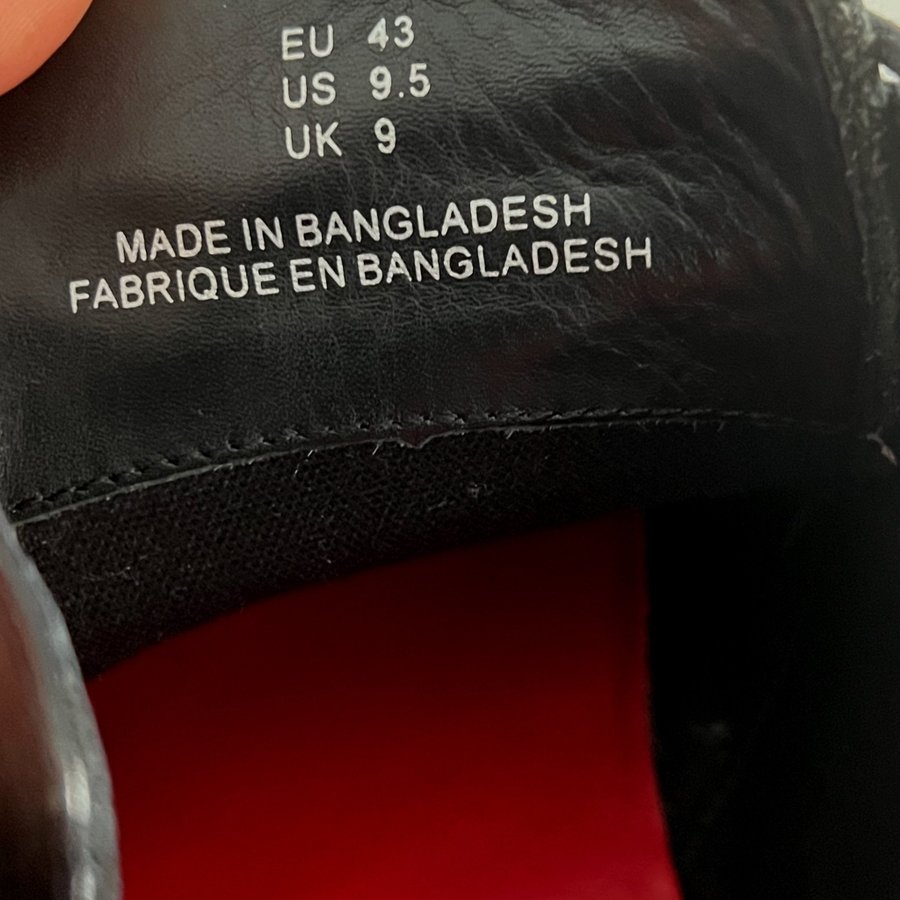 EU 43
US 9.5
UK 9
MADE IN BANGLADESH
FABRIQUE EN BANGLADESH